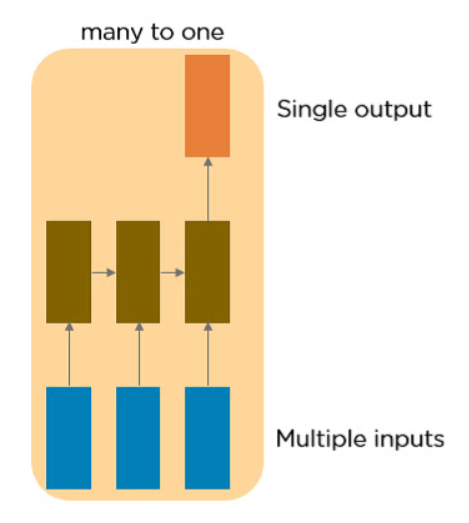 many to one
Single output
Multiple inputs